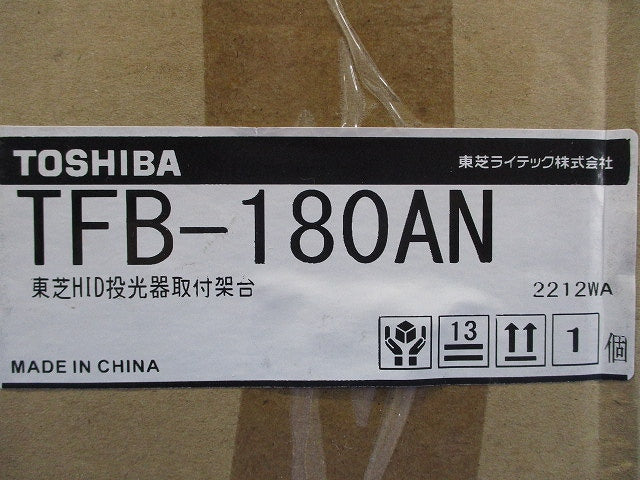 TOSHIBA 東芝ライテック株式会社
TFB-180AN
東芝HID投光器取付架台 2212WA
13 1 個
MADE IN CHINA